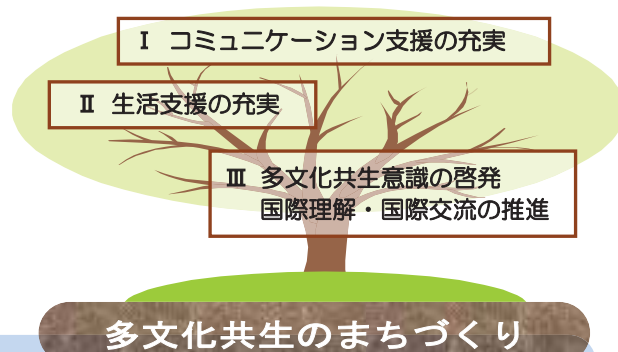 Ⅰ コミュニケーション支援の充実
Ⅱ 生活支援の充実
Ⅲ 多文化共生意識の啓発
国際理解・国際交流の推進
多文化共生のまちづくり